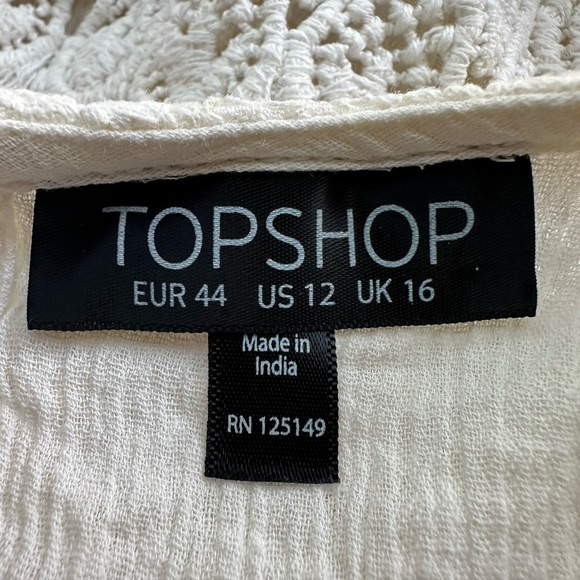 TOPSHOP
EUR 44 US 12 UK 16
Made in
India
RN 125149